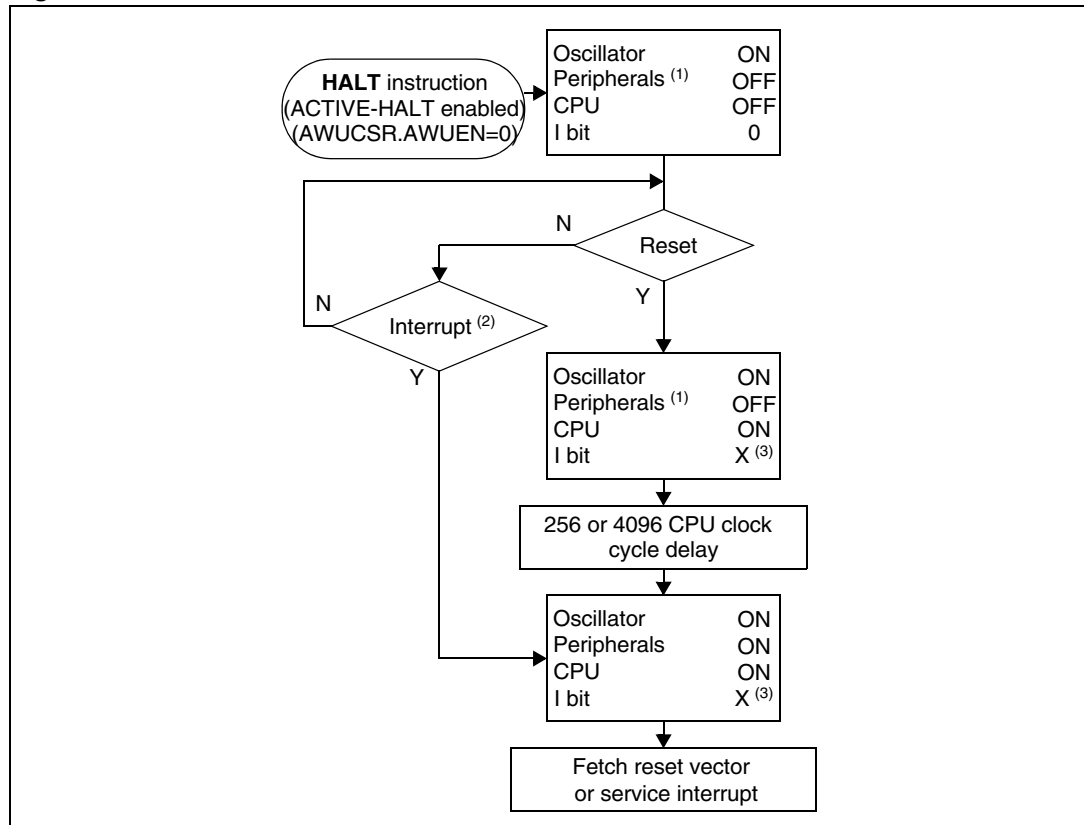 HALT instruction
(ACTIVE-HALT enabled)
(AWUCSR.AWUEN=0)
Oscillator ON
Peripherals (1) OFF
CPU OFF
I bit 0
N
Reset
Y
N
Interrupt (2)
Y
Oscillator ON
Peripherals (1) OFF
CPU ON
I bit X (3)
256 or 4096 CPU clock
cycle delay
Oscillator ON
Peripherals ON
CPU ON
I bit X (3)
Fetch reset vector
or service interrupt